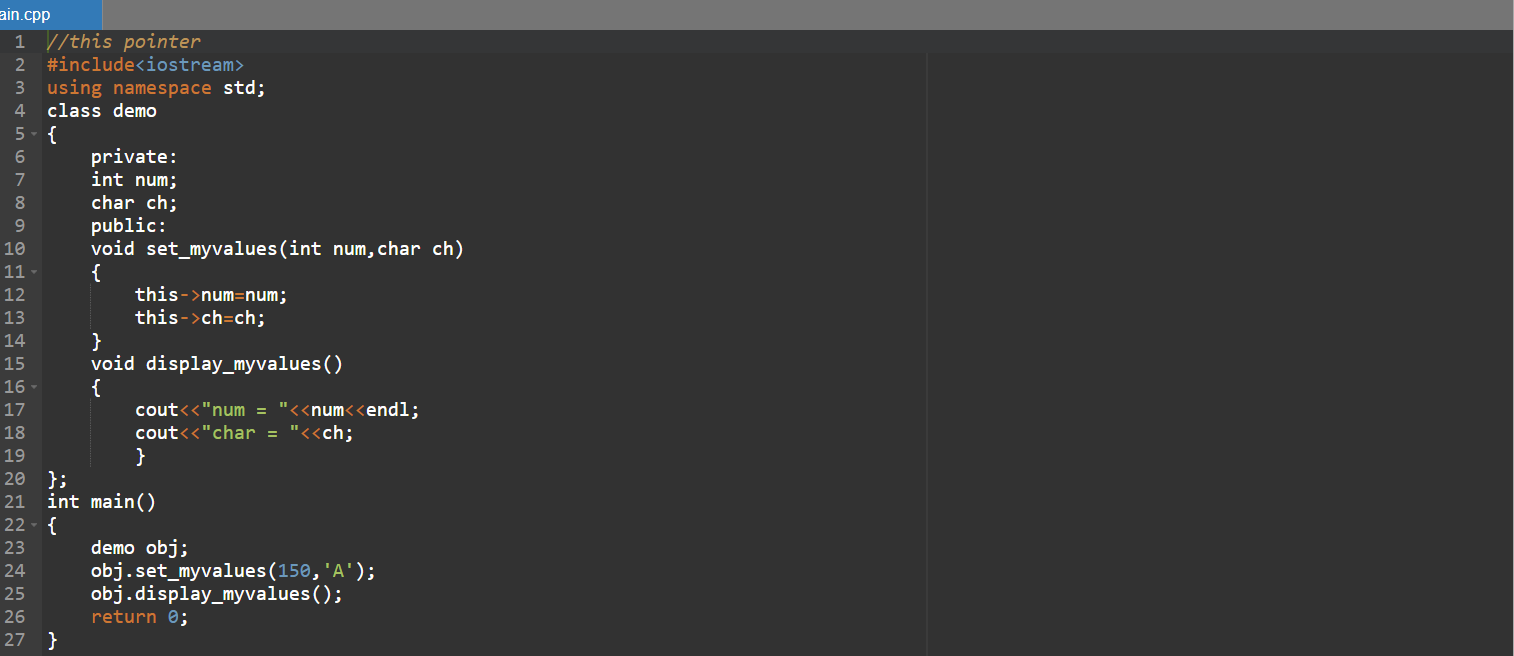 ain.cpp
1 //this pointer
2 #include<iostream>
3 using namespace std;
4 class demo
5 {
6     private:
7     int num;
8     char ch;
9     public:
10     void set_myvalues(int num,char ch)
11     {
12         this->num=num;
13         this->ch=ch;
14     }
15     void display_myvalues()
16     {
17         cout<<"num = "<<num<<endl;
18         cout<<"char = "<<ch;
19         }
20 };
21 int main()
22 {
23     demo obj;
24     obj.set_myvalues(150,'A');
25     obj.display_myvalues();
26     return 0;
27 }